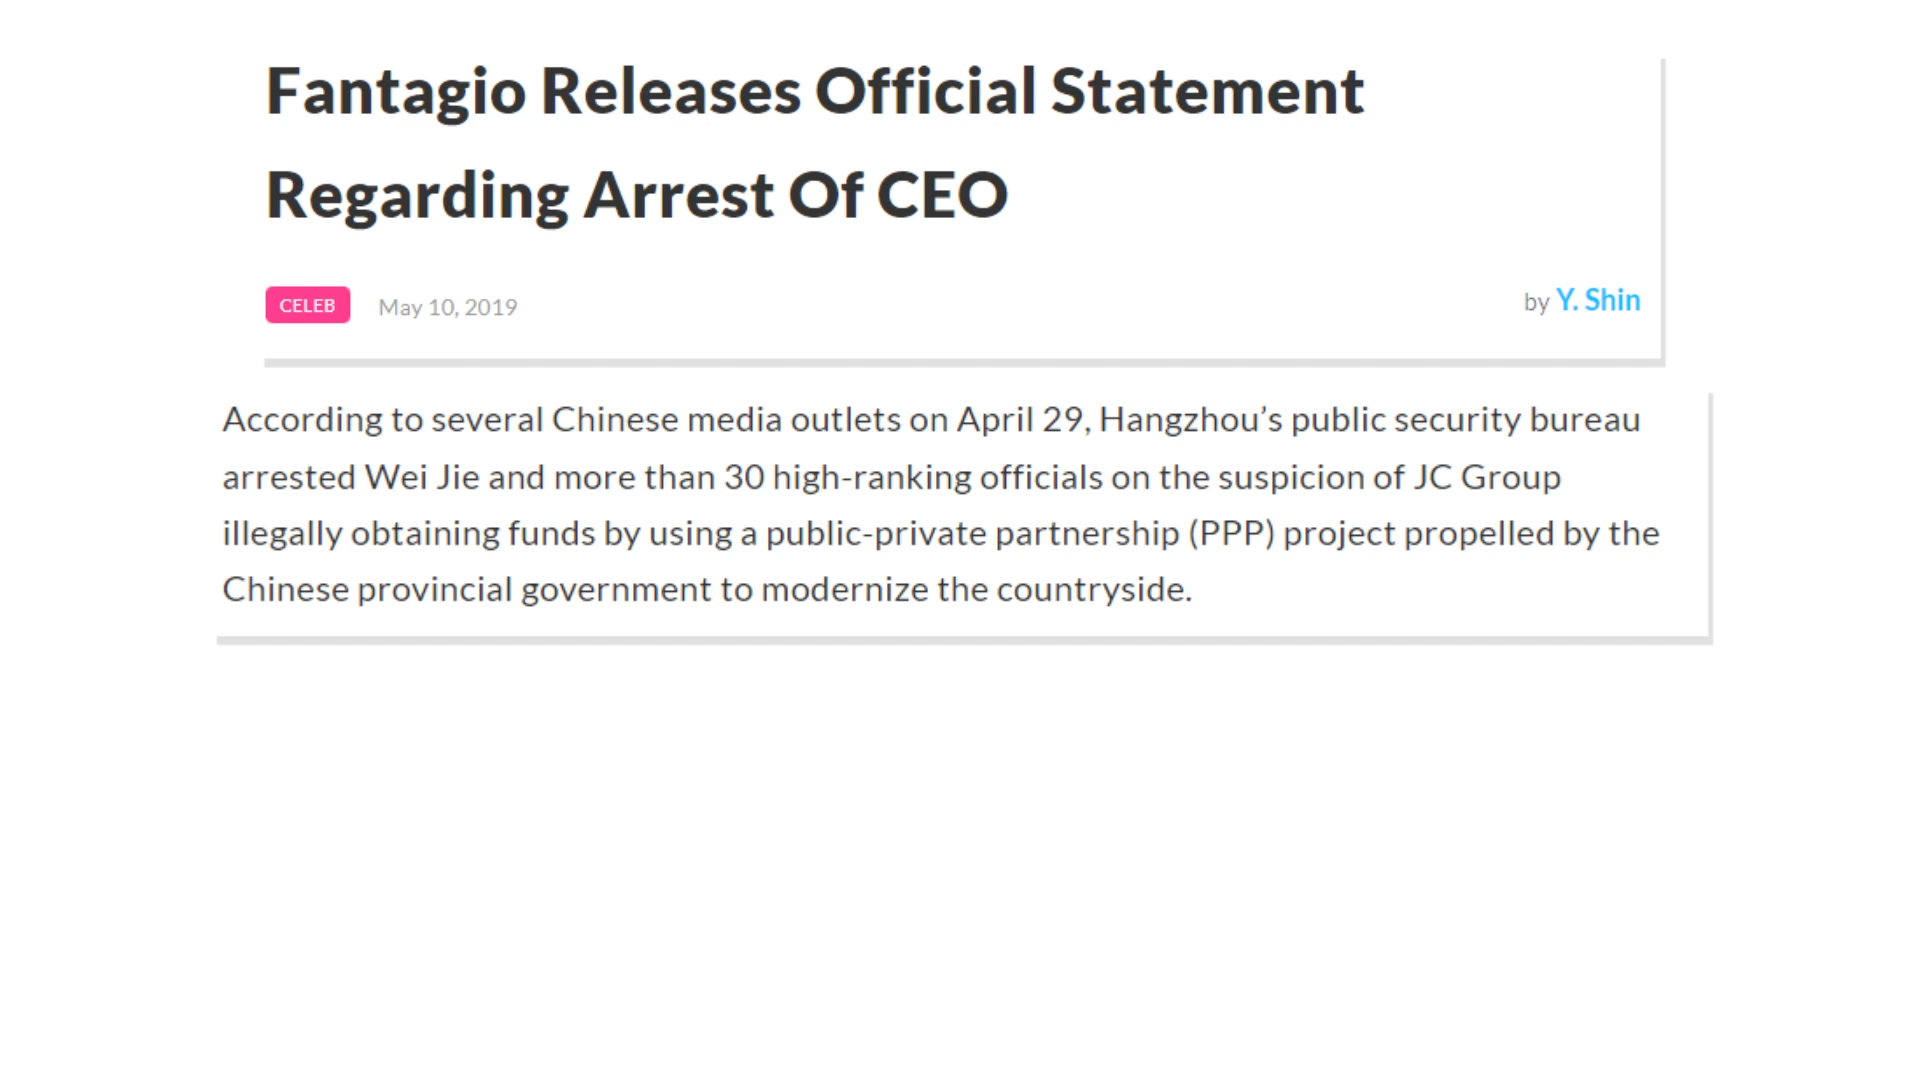 Fantagio Releases Official Statement
Regarding Arrest Of CEO
CELEB May 10, 2019 by Y. Shin
According to several Chinese media outlets on April 29, Hangzhou’s public security bureau
arrested Wei Jie and more than 30 high-ranking officials on the suspicion of JC Group
illegally obtaining funds by using a public-private partnership (PPP) project propelled by the
Chinese provincial government to modernize the countryside.